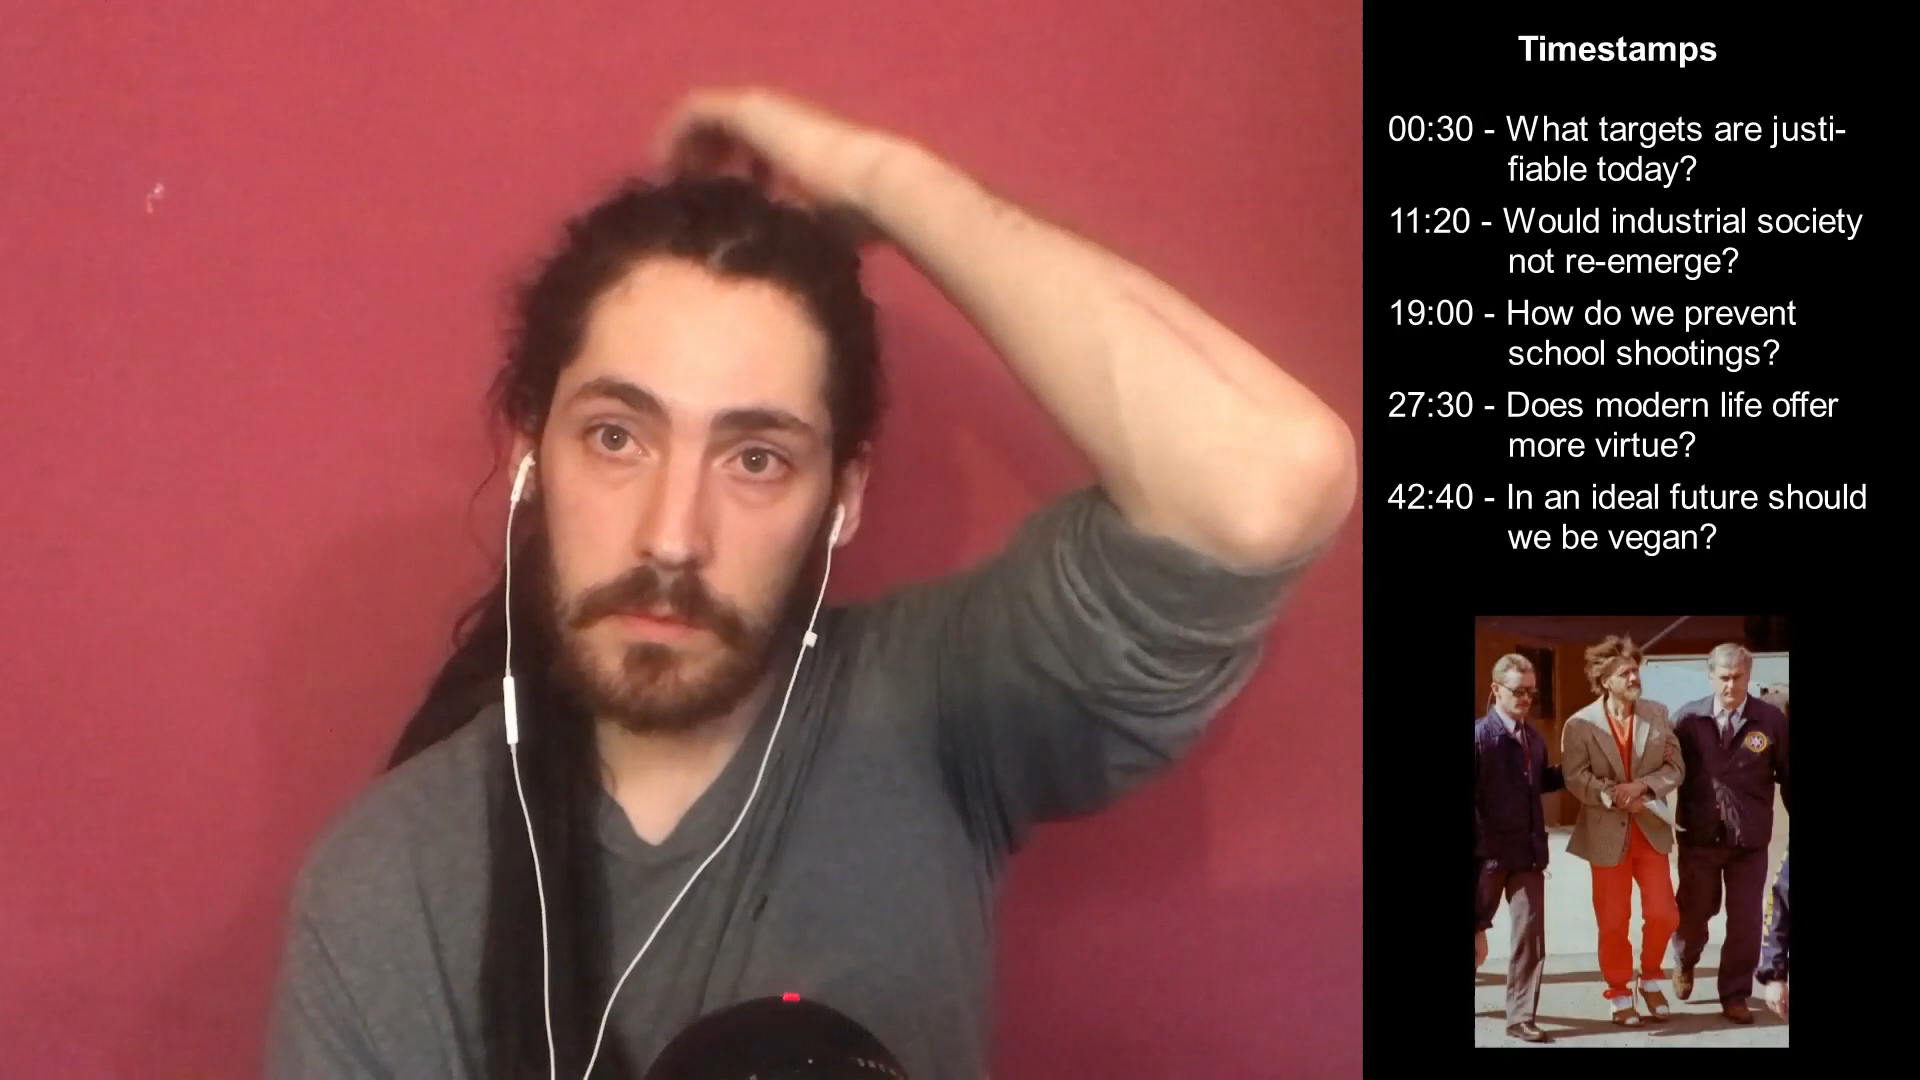 Timestamps
00:30 - What targets are justi-
fiable today?
11:20 - Would industrial society
not re-emerge?
19:00 - How do we prevent
school shootings?
27:30 - Does modern life offer
more virtue?
42:40 - In an ideal future should
we be vegan?